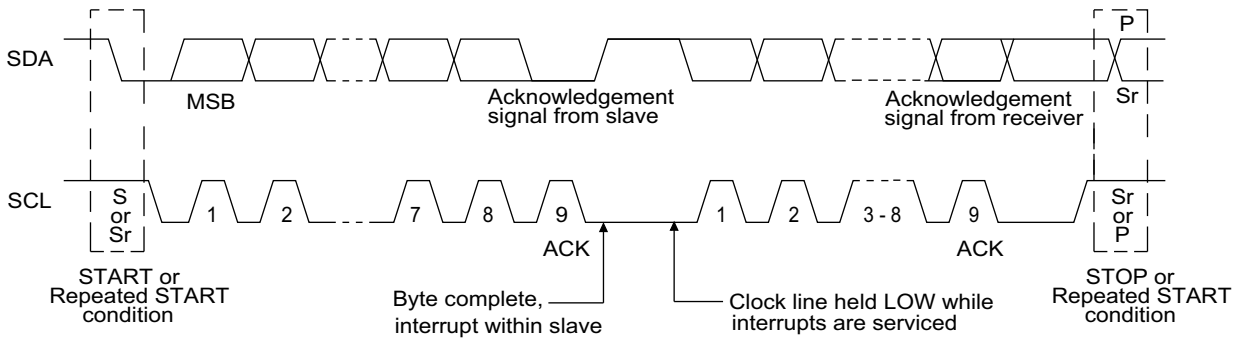 P
SDA
MSB
Acknowledgement
signal from slave
Acknowledgement
signal from receiver
Sr
SCL
S
or
Sr
1
2
7
8
9
1
2
3 - 8
9
Sr
or
P
ACK
ACK
START or
Repeated START
condition
Byte complete,
interrupt within slave
Clock line held LOW while
interrupts are serviced
STOP or
Repeated START
condition